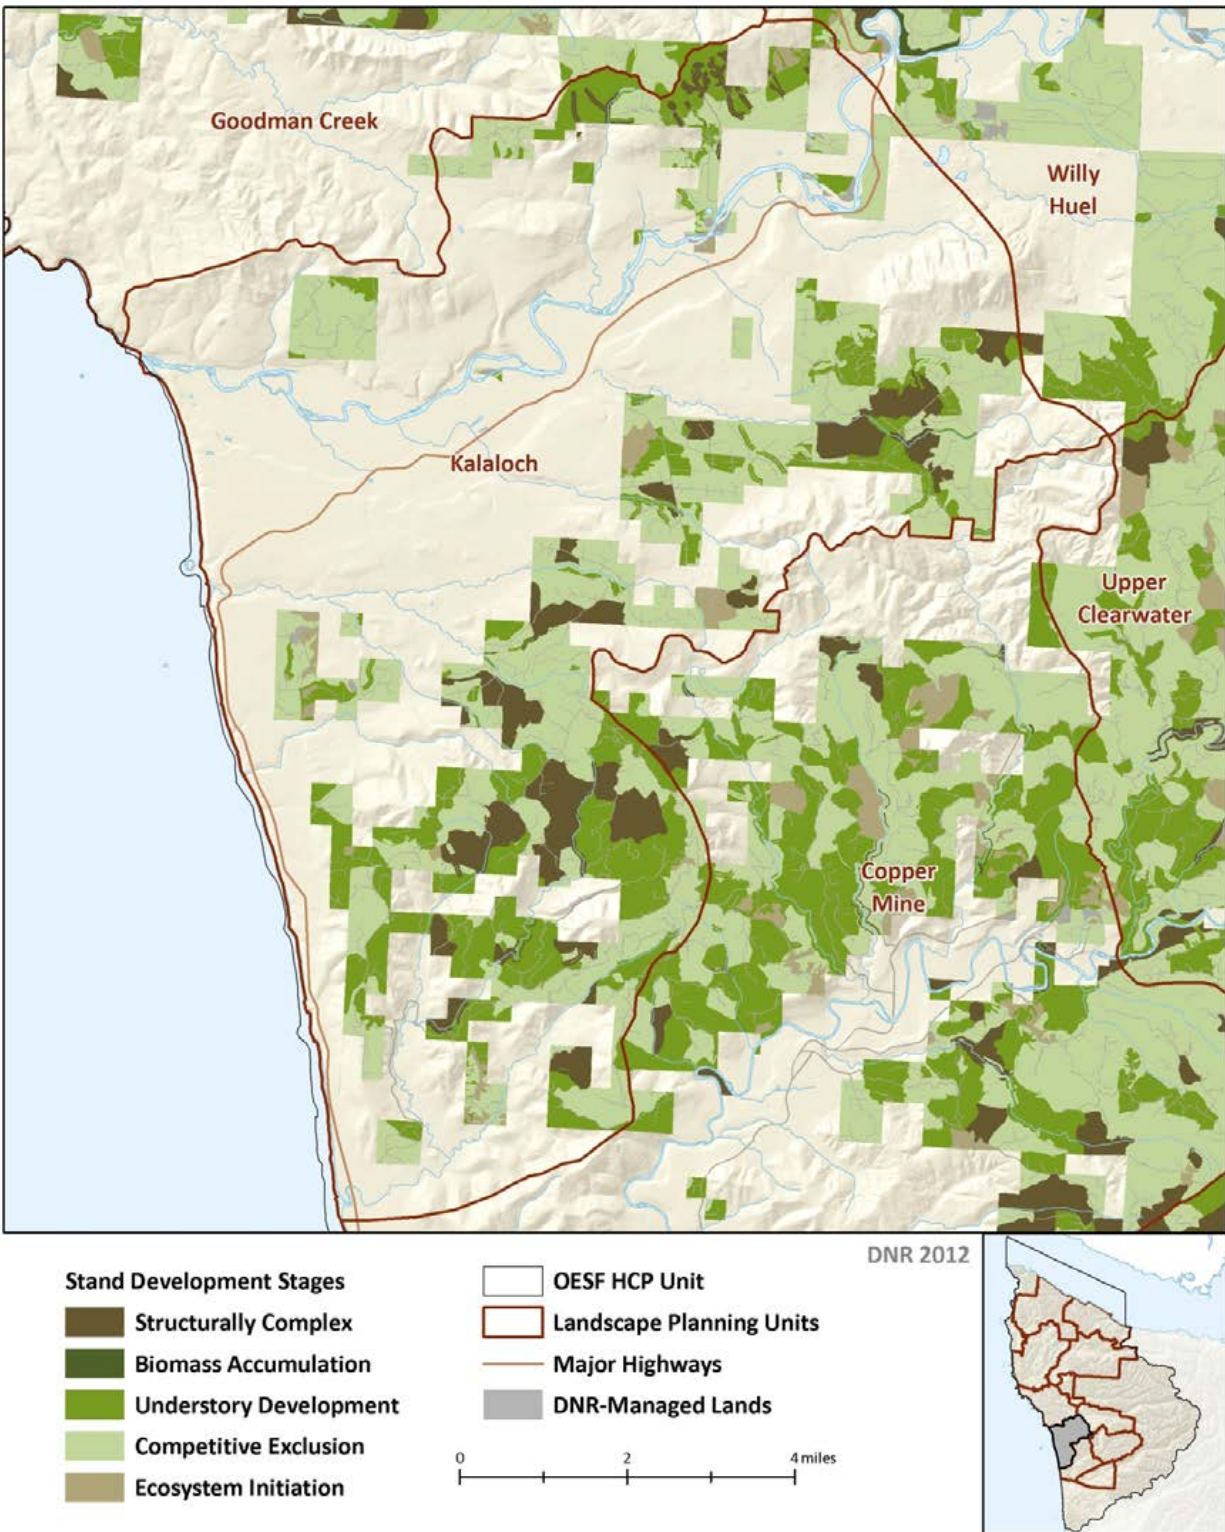 Goodman Creek
Willy
Huel
Kalaloch
Upper
Clearwater
Copper
Mine
DNR 2012
Stand Development Stages
Structurally Complex
Biomass Accumulation
Understory Development
Competitive Exclusion
Ecosystem Initiation
OESF HCP Unit
Landscape Planning Units
Major Highways
DNR-Managed Lands
0 2 4 miles